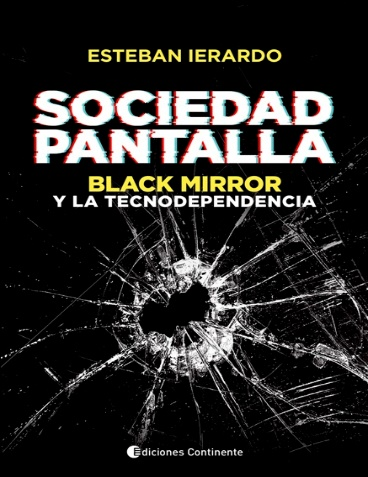 ESTEBAN IERARDO
SOCIEDAD
PANTALLA
BLACK MIRROR
Y LA TECNODEPENDENCIA
Ediciones Continente